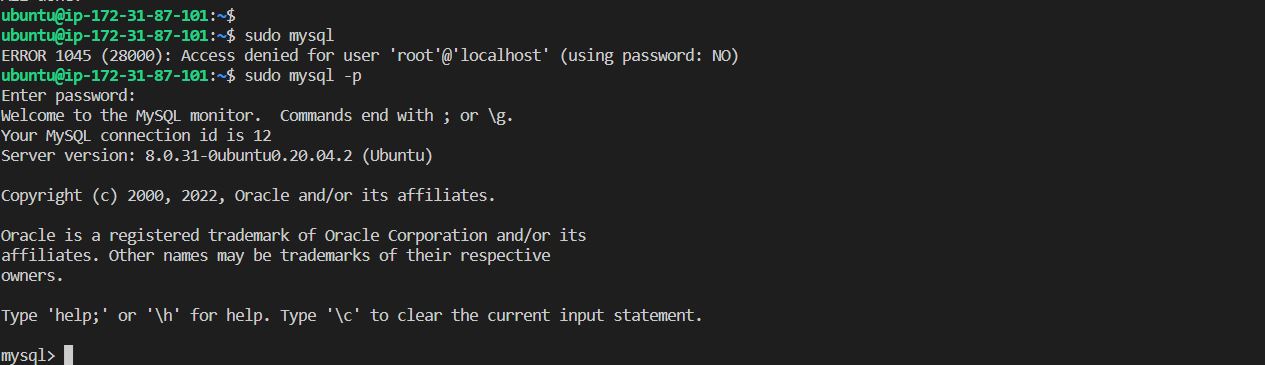 ubuntu@ip-172-31-87-101:~$
ubuntu@ip-172-31-87-101:~$ sudo mysql
ERROR 1045 (28000): Access denied for user 'root'@'localhost' (using password: NO)
ubuntu@ip-172-31-87-101:~$ sudo mysql -p
Enter password:
Welcome to the MySQL monitor.  Commands end with ; or \g.
Your MySQL connection id is 12
Server version: 8.0.31-0ubuntu0.20.04.2 (Ubuntu)
Copyright (c) 2000, 2022, Oracle and/or its affiliates.
Oracle is a registered trademark of Oracle Corporation and/or its
affiliates. Other names may be trademarks of their respective
owners.
Type 'help;' or '\h' for help. Type '\c' to clear the current input statement.
mysql>